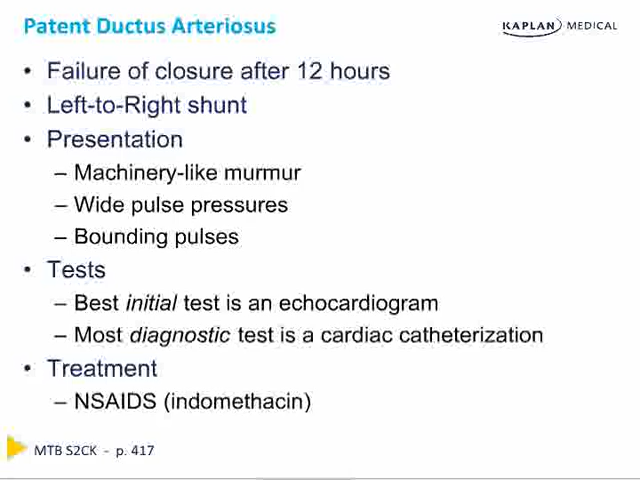 Patent Ductus Arteriosus
KAPLAN MEDICAL
• Failure of closure after 12 hours
• Left-to-Right shunt
• Presentation
– Machinery-like murmur
– Wide pulse pressures
– Bounding pulses
• Tests
– Best initial test is an echocardiogram
– Most diagnostic test is a cardiac catheterization
• Treatment
– NSAIDS (indomethacin)
MTB S2CK - p. 417